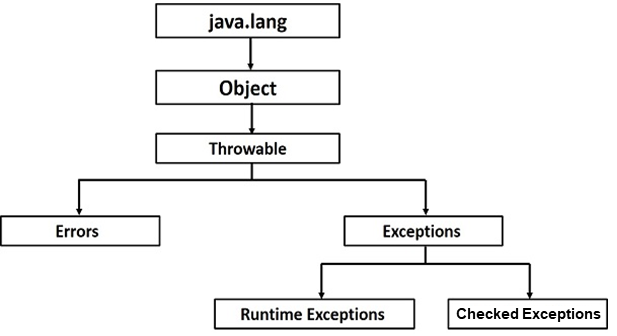 java.lang
Object
Throwable
Errors
Exceptions
Runtime Exceptions
Checked Exceptions